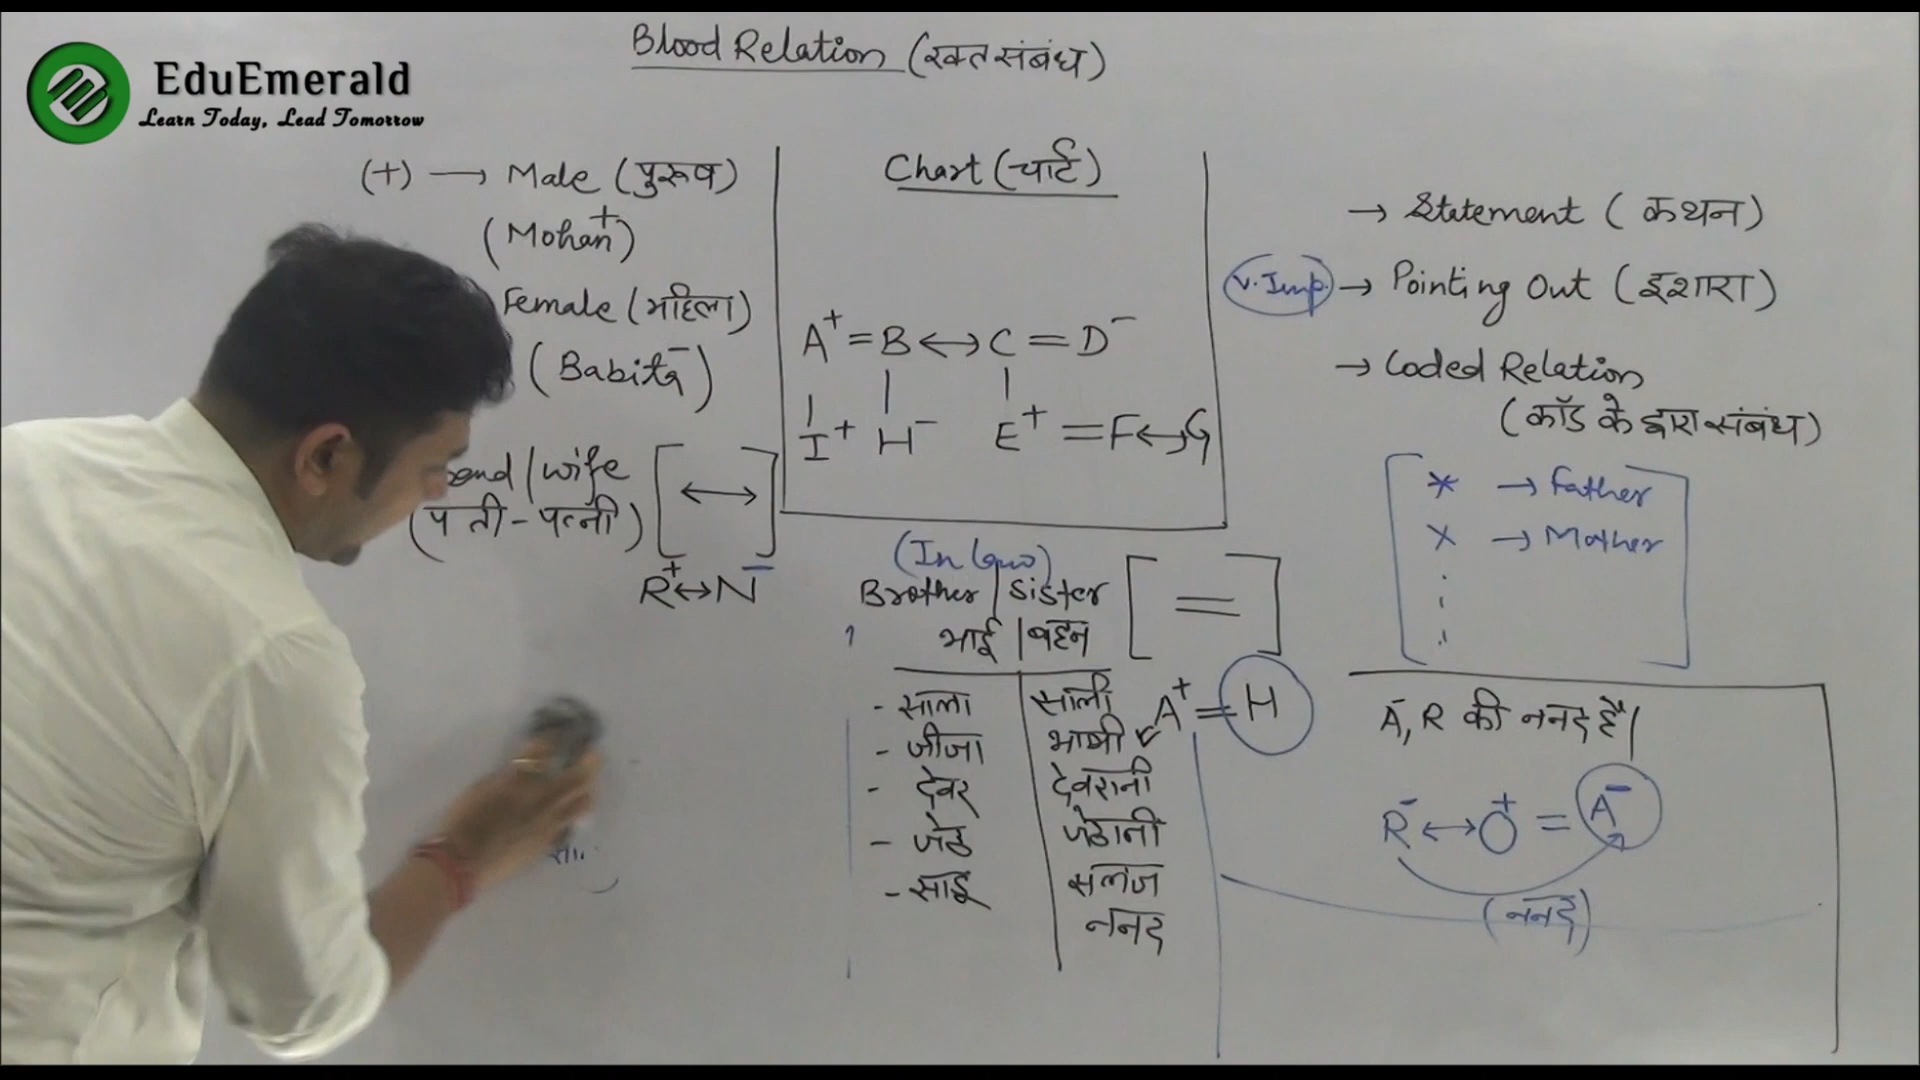 Blood Relation (रक्त संबंध)
EduEmerald
Learn Today, Lead Tomorrow
(+) → Male (पुरूष)
(Mohan+)
Female (महिला)
(Babita-)
band / wife
(पती - पत्नी)
[↔]
R+ ↔ N-
Chart (चार्ट)
A+ = B ↔ C = D-
I+ H- E+ = F ↔ G
(In law)
Brother | Sister [=]
भाई | बहन
- साला साली
- जीजा भाभी ✓
- देवर देवरानी
- जेठ जेठानी
- साढू सलज
ननद
A+ = H
→ Statement (कथन)
V. Imp. → Pointing Out (इशारा)
→ Coded Relation
(कॉड के द्वारा संबंध)
* → Father
× → Mother
A-, R की ननद है|
R- ↔ O+ = A-
(ननद)